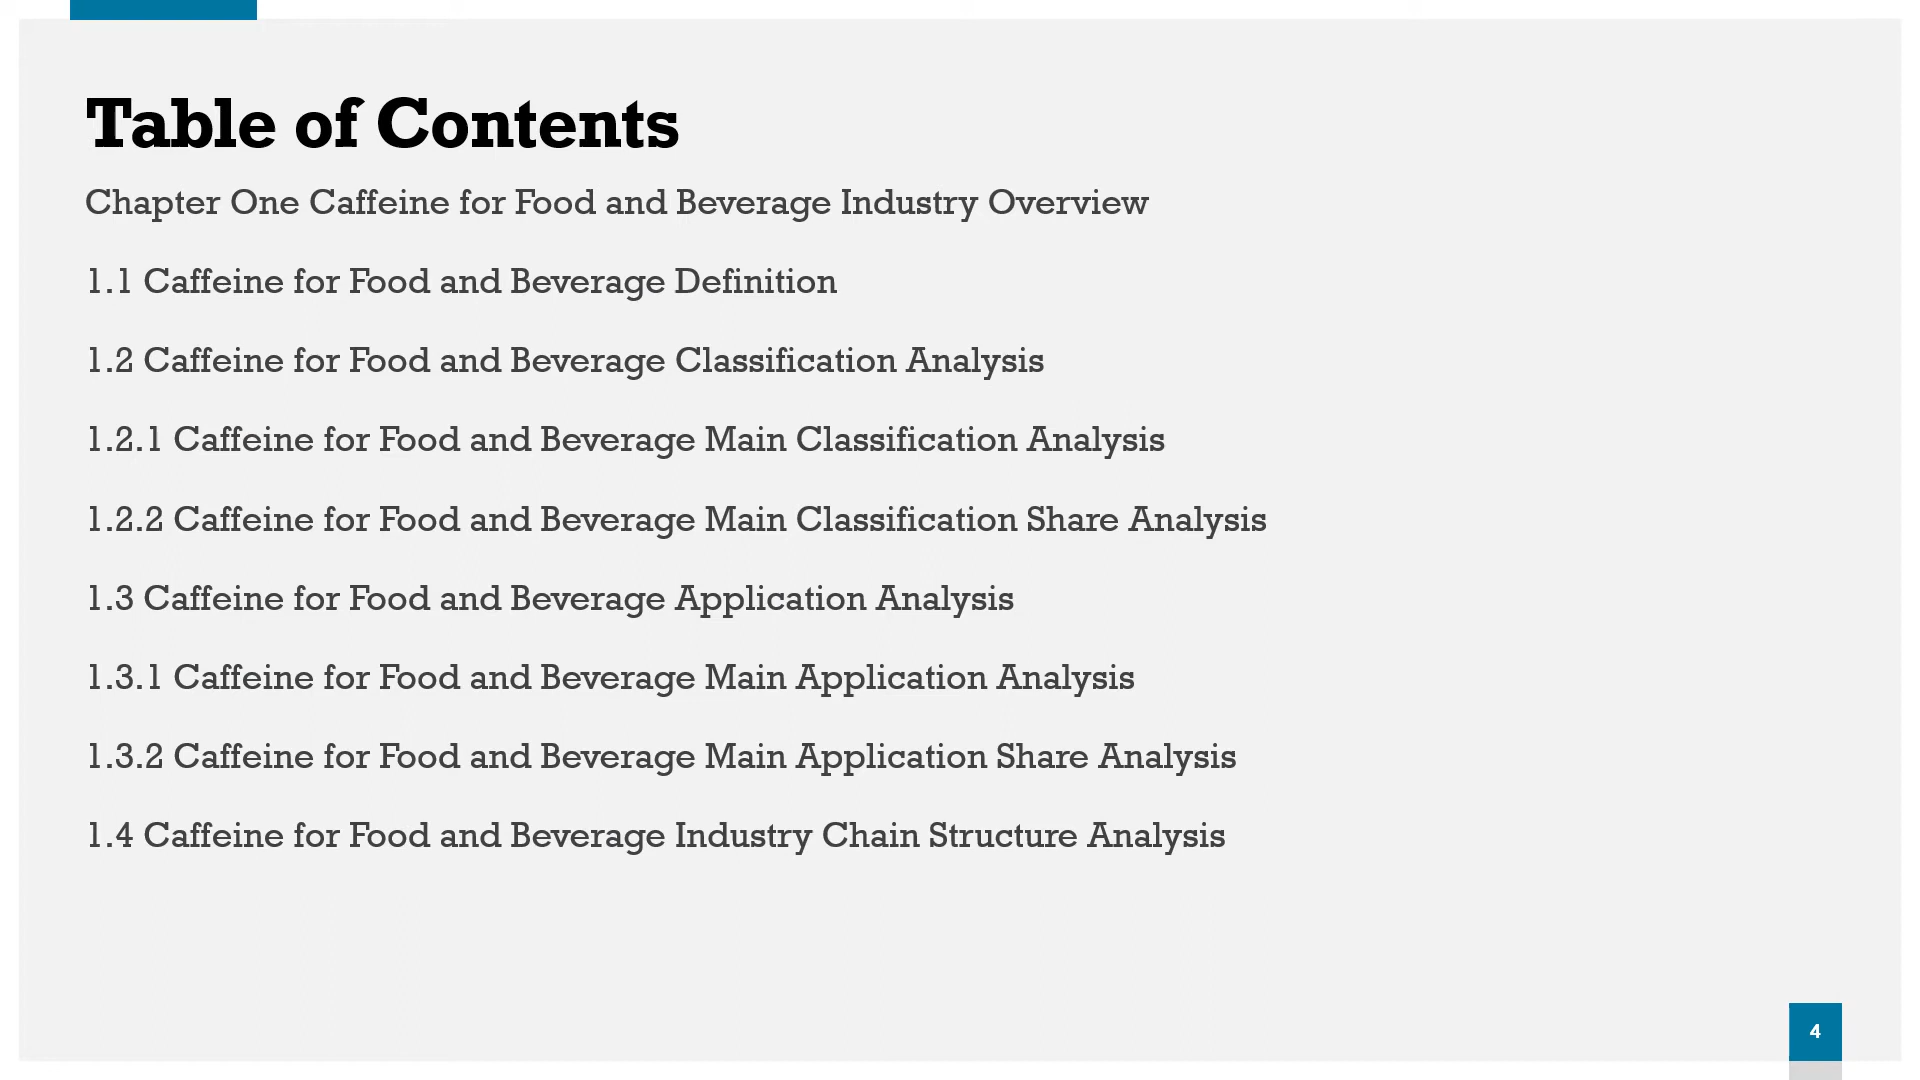 Table of Contents
Chapter One Caffeine for Food and Beverage Industry Overview
1.1 Caffeine for Food and Beverage Definition
1.2 Caffeine for Food and Beverage Classification Analysis
1.2.1 Caffeine for Food and Beverage Main Classification Analysis
1.2.2 Caffeine for Food and Beverage Main Classification Share Analysis
1.3 Caffeine for Food and Beverage Application Analysis
1.3.1 Caffeine for Food and Beverage Main Application Analysis
1.3.2 Caffeine for Food and Beverage Main Application Share Analysis
1.4 Caffeine for Food and Beverage Industry Chain Structure Analysis
4